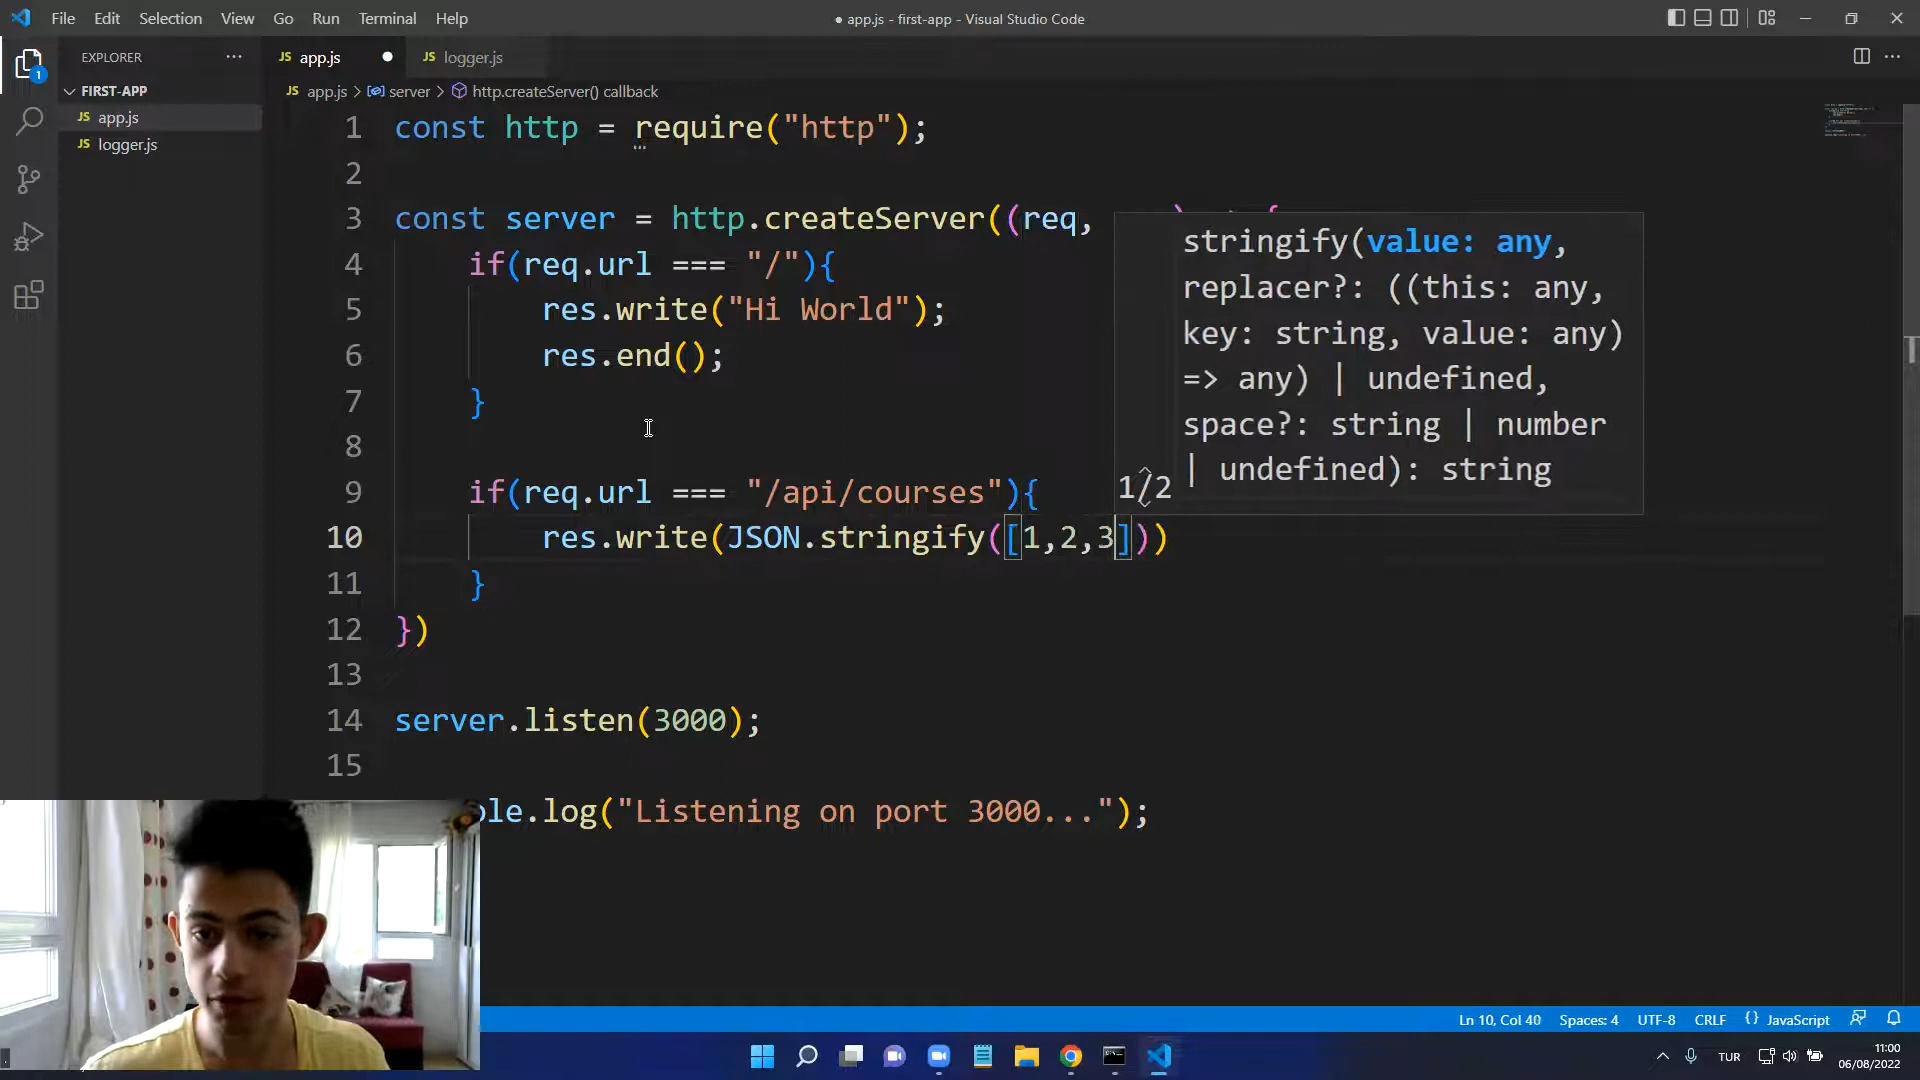 File Edit Selection View Go Run Terminal Help
● app.js - first-app - Visual Studio Code
EXPLORER
JS app.js
JS logger.js
1
FIRST-APP
JS app.js > server > http.createServer() callback
JS app.js
JS logger.js
1 const http = require("http");
2
3 const server = http.createServer((req,
4 if(req.url === "/"){
5 res.write("Hi World");
6 res.end();
7 }
8
9 if(req.url === "/api/courses"){
10 res.write(JSON.stringify([1,2,3]))
11 }
12 })
13
14 server.listen(3000);
15
ole.log("Listening on port 3000...");
stringify(value: any,
replacer?: ((this: any,
key: string, value: any)
=> any) | undefined,
space?: string | number
| undefined): string
1/2
Ln 10, Col 40 Spaces: 4 UTF-8 CRLF {} JavaScript
TUR
11:00
06/08/2022